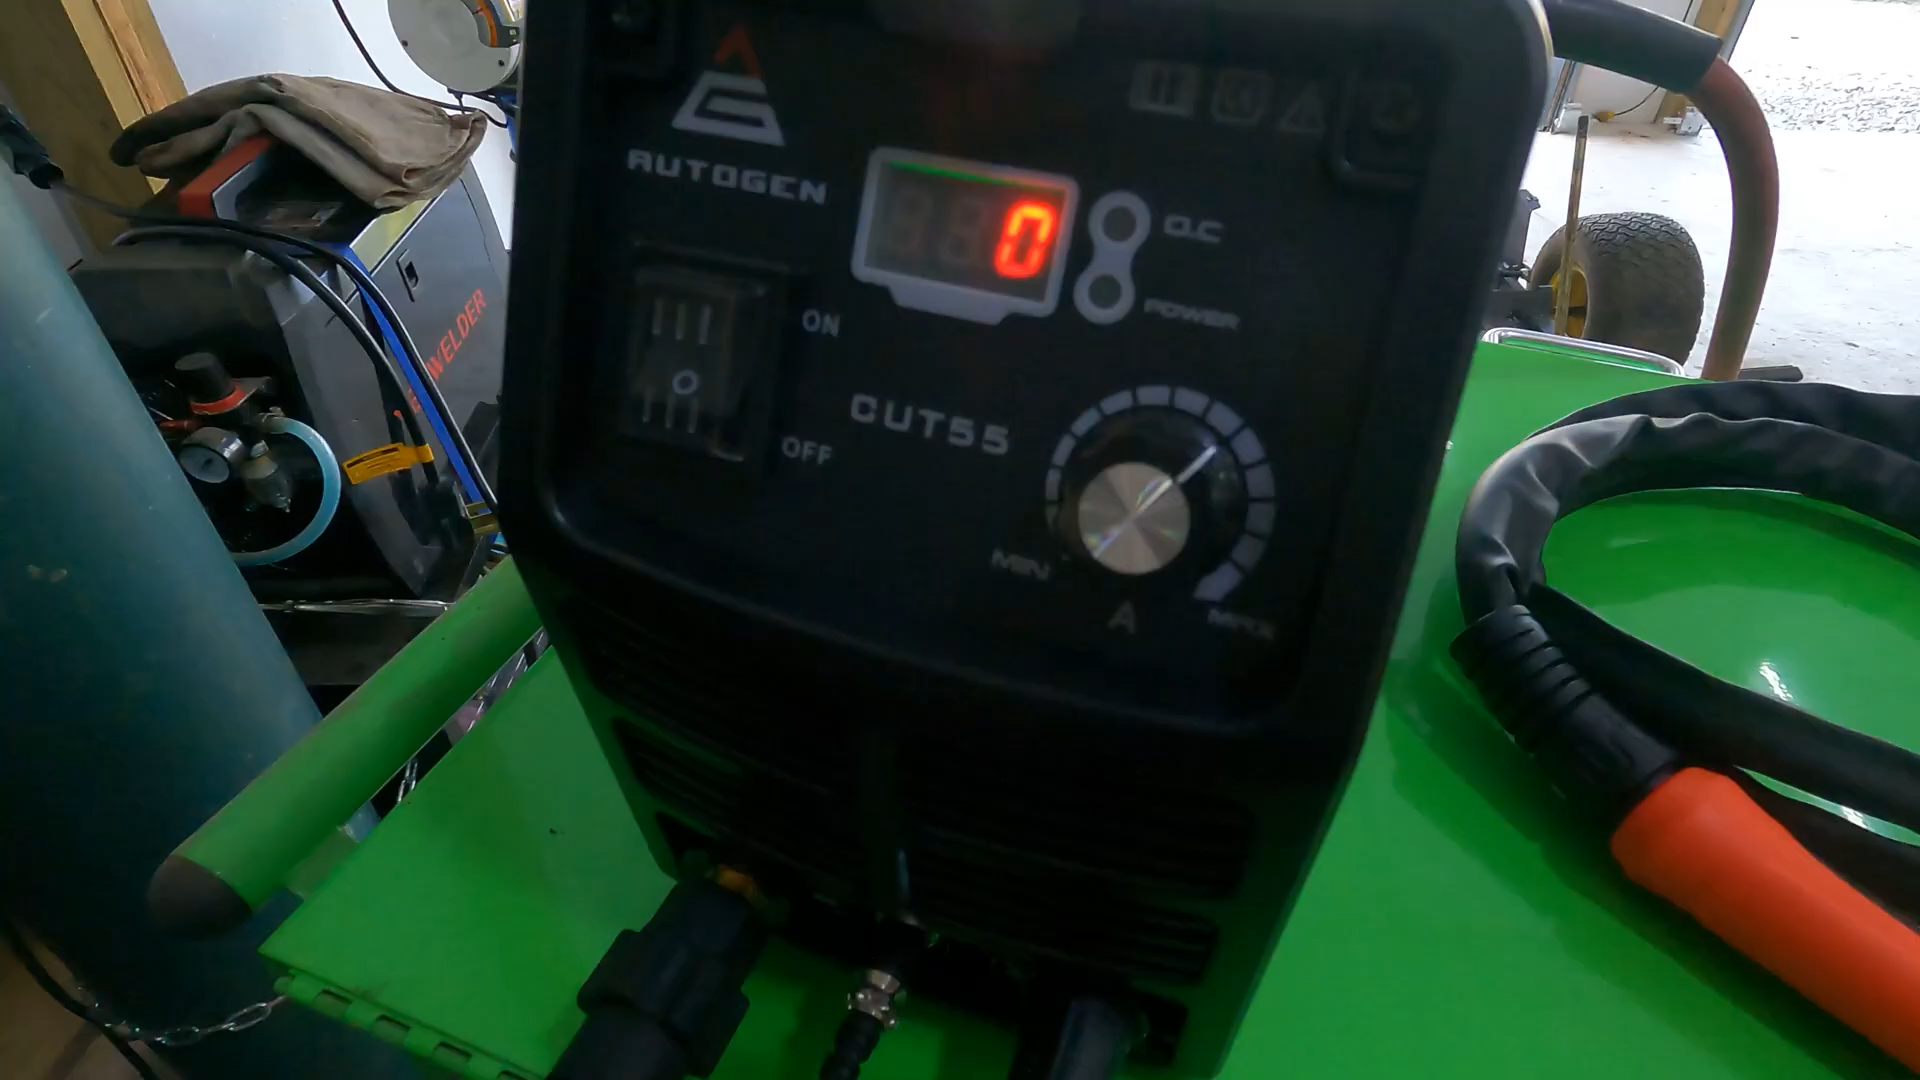 AUTOGEN
0
O.C
POWER
ON
OFF
CUT55
MIN
MAX
A
WELDER